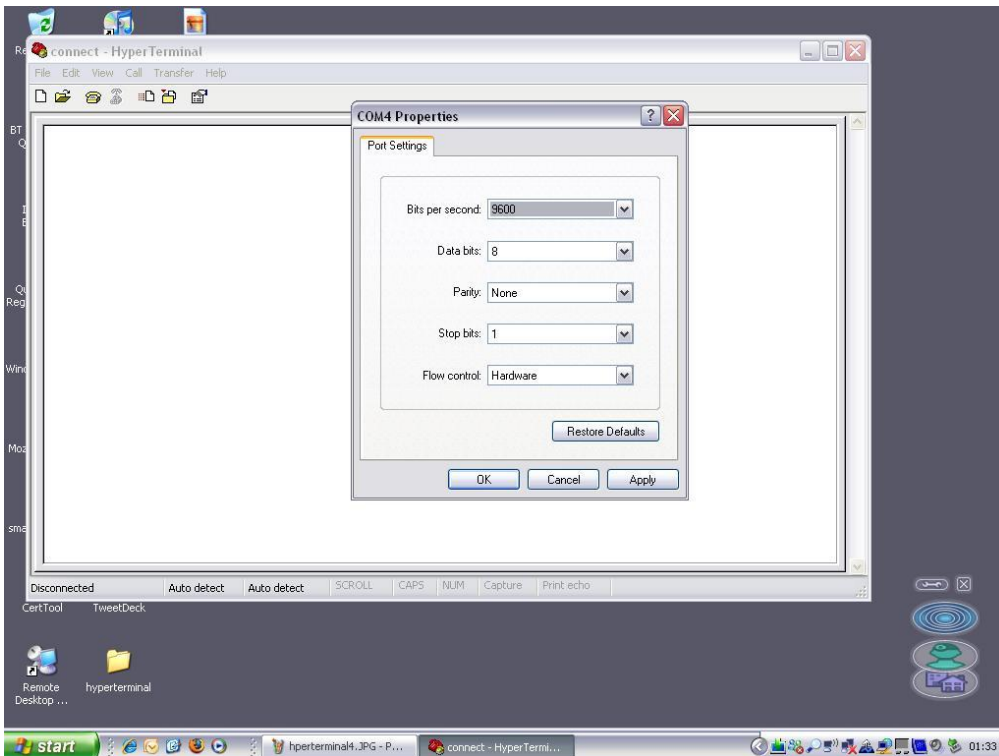 connect - HyperTerminal
File Edit View Call Transfer Help
COM4 Properties
Port Settings
Bits per second: 9600
Data bits: 8
Parity: None
Stop bits: 1
Flow control: Hardware
Restore Defaults
OK Cancel Apply
Disconnected Auto detect Auto detect SCROLL CAPS NUM Capture Print echo
CertTool TweetDeck
Remote Desktop ...
hyperterminal
start hperterminal4.JPG - P... connect - HyperTermi... 01:33